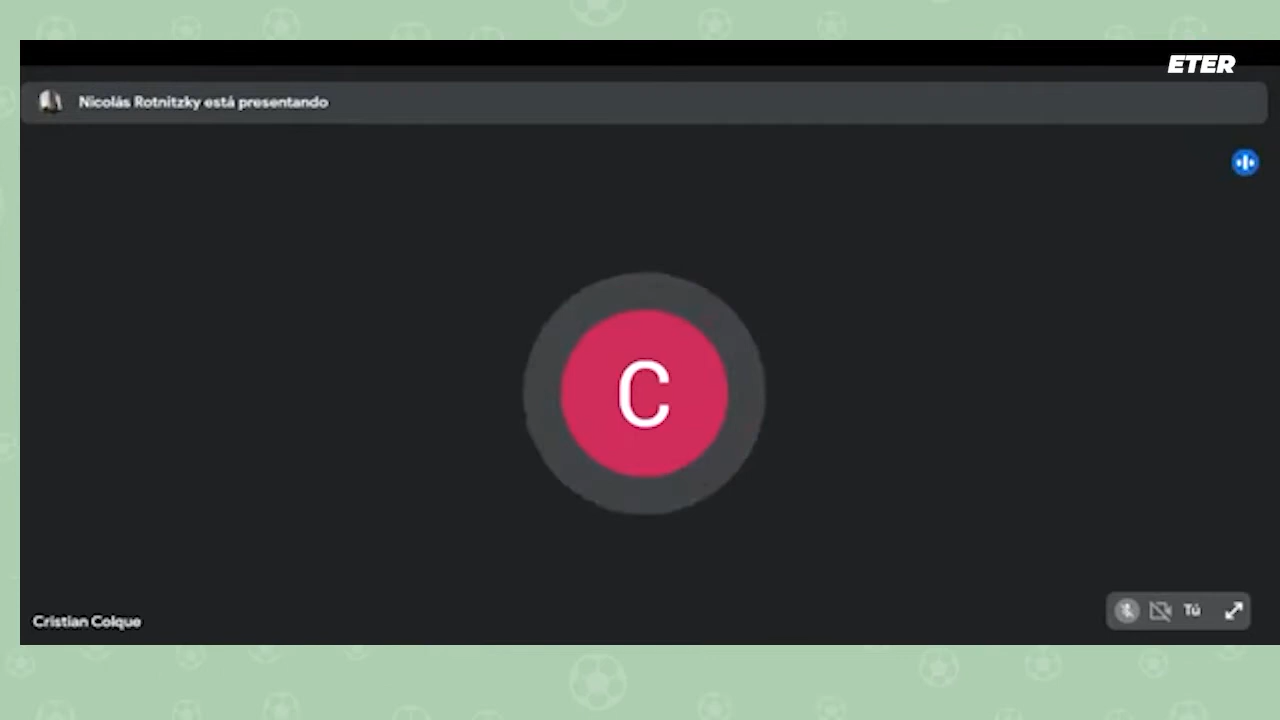 ETER
Nicolás Rotnitzky está presentando
C
Cristian Colque
Tú